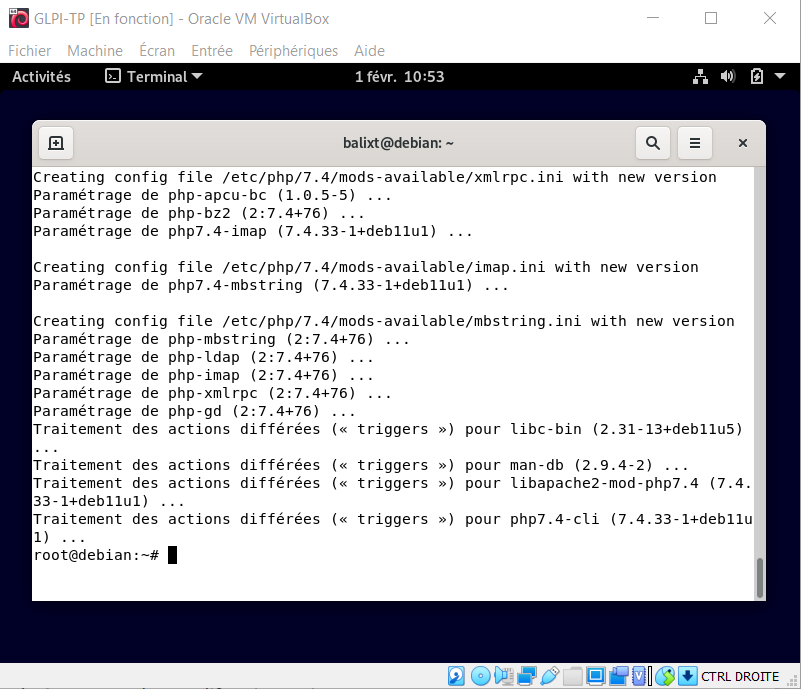 GLPI-TP [En fonction] - Oracle VM VirtualBox
Fichier Machine Écran Entrée Périphériques Aide
Activités Terminal 1 févr. 10:53
balixt@debian: ~
Creating config file /etc/php/7.4/mods-available/xmlrpc.ini with new version
Paramétrage de php-apcu-bc (1.0.5-5) ...
Paramétrage de php-bz2 (2:7.4+76) ...
Paramétrage de php7.4-imap (7.4.33-1+deb11u1) ...
Creating config file /etc/php/7.4/mods-available/imap.ini with new version
Paramétrage de php7.4-mbstring (7.4.33-1+deb11u1) ...
Creating config file /etc/php/7.4/mods-available/mbstring.ini with new version
Paramétrage de php-mbstring (2:7.4+76) ...
Paramétrage de php-ldap (2:7.4+76) ...
Paramétrage de php-imap (2:7.4+76) ...
Paramétrage de php-xmlrpc (2:7.4+76) ...
Paramétrage de php-gd (2:7.4+76) ...
Traitement des actions différées (« triggers ») pour libc-bin (2.31-13+deb11u5)
...
Traitement des actions différées (« triggers ») pour man-db (2.9.4-2) ...
Traitement des actions différées (« triggers ») pour libapache2-mod-php7.4 (7.4.
33-1+deb11u1) ...
Traitement des actions différées (« triggers ») pour php7.4-cli (7.4.33-1+deb11u
1) ...
root@debian:~#
CTRL DROITE